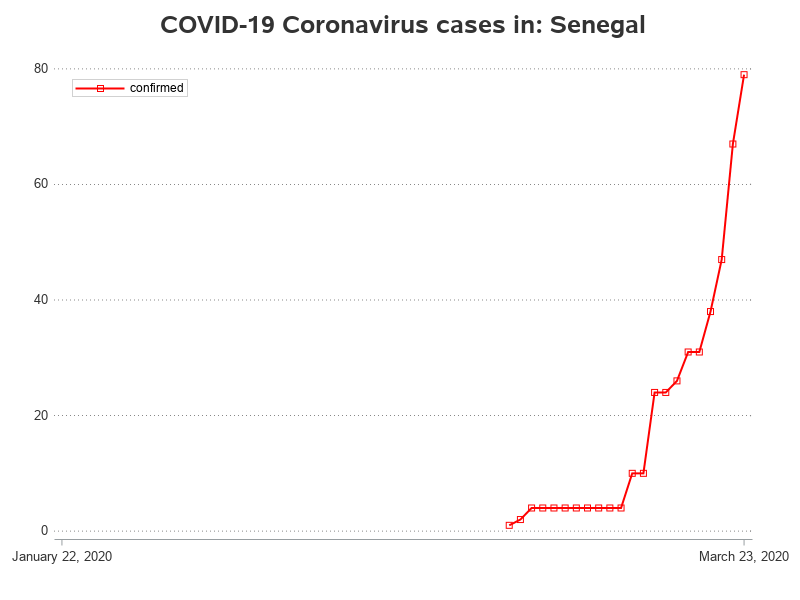 COVID-19 Coronavirus cases in: Senegal
80
confirmed
60
40
20
0
January 22, 2020
March 23, 2020